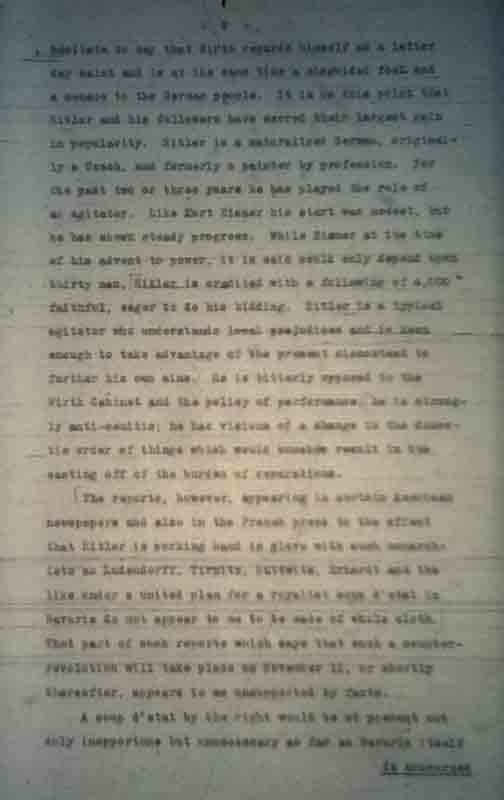 - 2 -
to say that Wirth regards himself as a latter
day saint and is at the same time a misguided fool and
a menace to the German people. It is on this point that
Hitler and his followers have scored their largest gain
in popularity. Hitler is a naturalized German, original-
ly a Czech, and formerly a painter by profession. For
the past two or three years he has played the role of
an agitator. Like Kurt Eisner his start was modest, but
he has shown steady progress. While Eisner at the time
of his advent to power, it is said could only depend upon
thirty men, Hitler is credited with a following of
faithful, eager to do his bidding. Hitler is a typical
agitator who understands local prejudices and is keen
enough to take advantage of the present discontent to
further his own aims. He is bitterly opposed to the
Wirth Cabinet and the policy of performance; he is strong-
ly anti-semitic; he has visions of a change in the domes-
tic order of things which would somehow result in the
casting off of the burden of reparations.
The reports, however, appearing in certain American
newspapers and also in the French press to the effect
that Hitler is working hand in glove with such monarch-
ists as Ludendorff, Tirpitz, Luttwitz, Erhardt and the
like under a united plan for a royalist coup d'etat in
Bavaria do not appear to me to be made of whole cloth.
That part of such reports which says that such a counter-
revolution will take place on November or shortly
thereafter, appears to me unsupported by facts.
A coup d'etat by the right would be at present not
only inopportune but unnecessary as far as Bavaria itself
is concerned